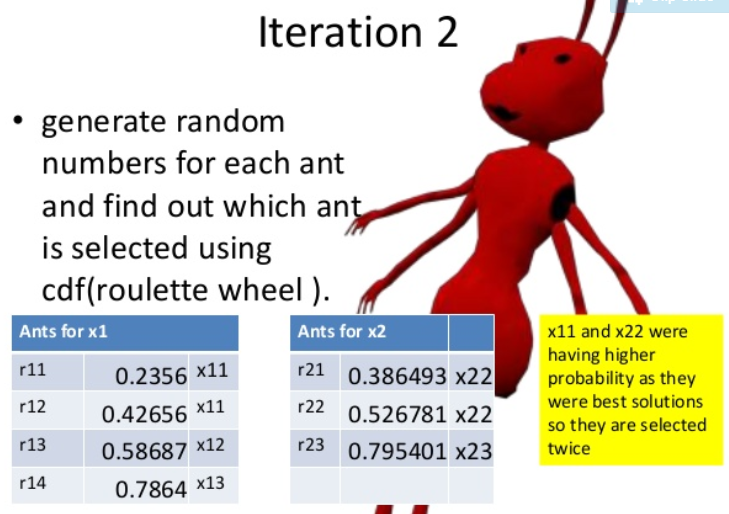 Iteration 2
• generate random
numbers for each ant
and find out which ant
is selected using
cdf(roulette wheel ).
Ants for x1
r11 0.2356 x11
r12 0.42656 x11
r13 0.58687 x12
r14 0.7864 x13
Ants for x2
r21 0.386493 x22
r22 0.526781 x22
r23 0.795401 x23
x11 and x22 were
having higher
probability as they
were best solutions
so they are selected
twice